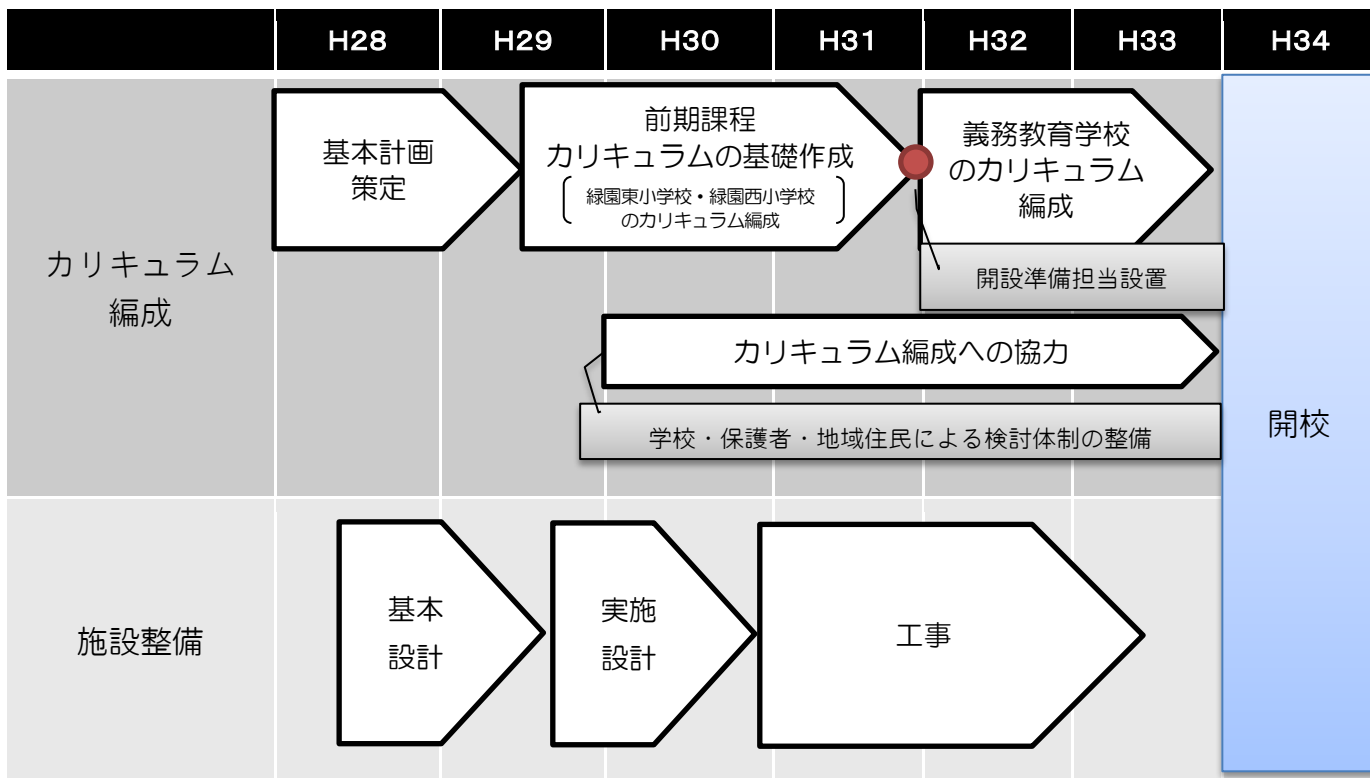 H28 H29 H30 H31 H32 H33 H34
カリキュラム
編成
基本計画
策定
前期課程
カリキュラムの基礎作成
緑園東小学校・緑園西小学校
のカリキュラム編成
義務教育学校
のカリキュラム
編成
開設準備担当設置
カリキュラム編成への協力
学校・保護者・地域住民による検討体制の整備
開校
施設整備
基本
設計
実施
設計
工事